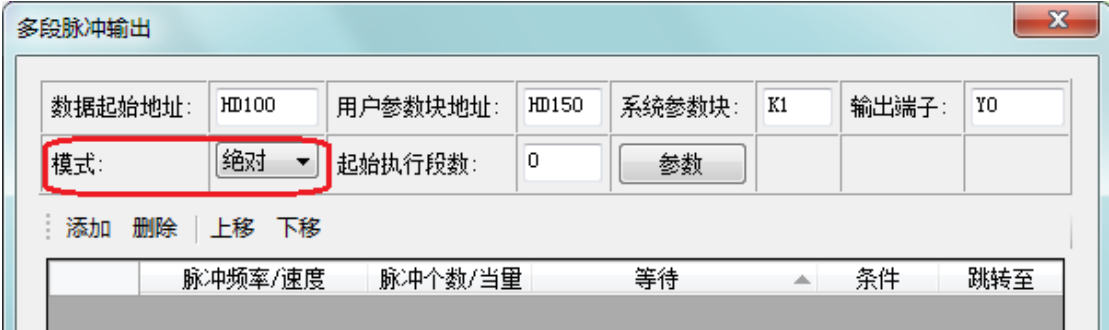 多段脉冲输出
数据起始地址: HD100 用户参数块地址: HD150 系统参数块: K1 输出端子: Y0
模式: 绝对 起始执行段数: 0 参数
添加 删除 上移 下移
脉冲频率/速度 脉冲个数/当量 等待 条件 跳转至